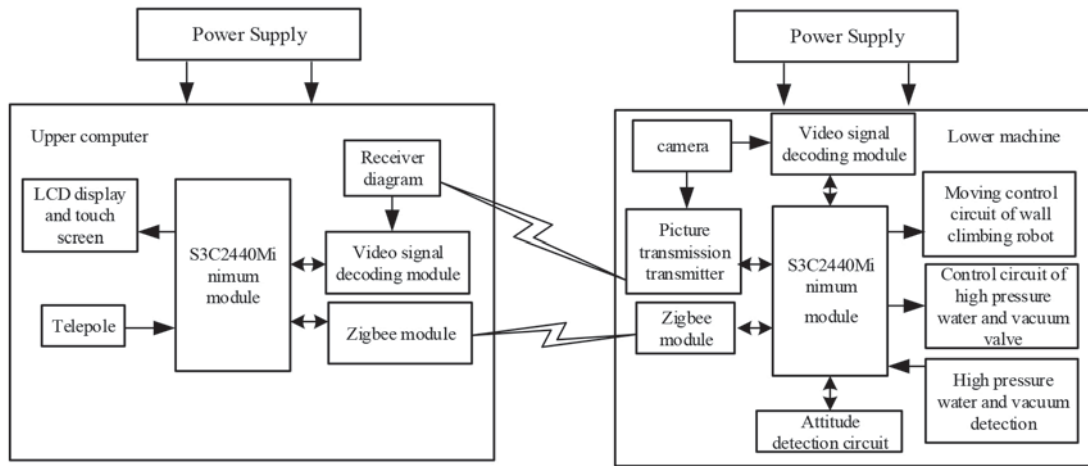 Power Supply
Upper computer
Receiver
diagram
LCD display
and touch
screen
S3C2440Mi
nimum
module
Video signal
decoding module
Telepole
Zigbee module
Power Supply
Lower machine
camera
Video signal
decoding module
Moving control
circuit of wall
climbing robot
Picture
transmission
transmitter
S3C2440Mi
nimum
module
Control circuit of
high pressure
water and vacuum
valve
Zigbee
module
High pressure
water and vacuum
detection
Attitude
detection circuit